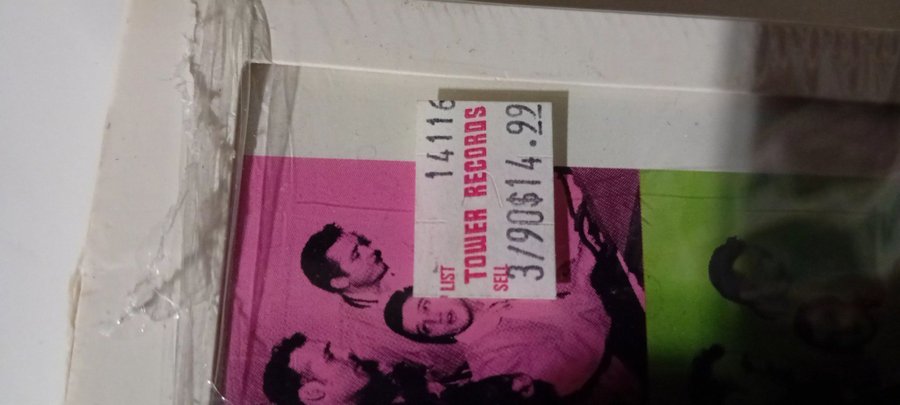 14116
TOWER RECORDS
LIST SELL
3/90$14.99